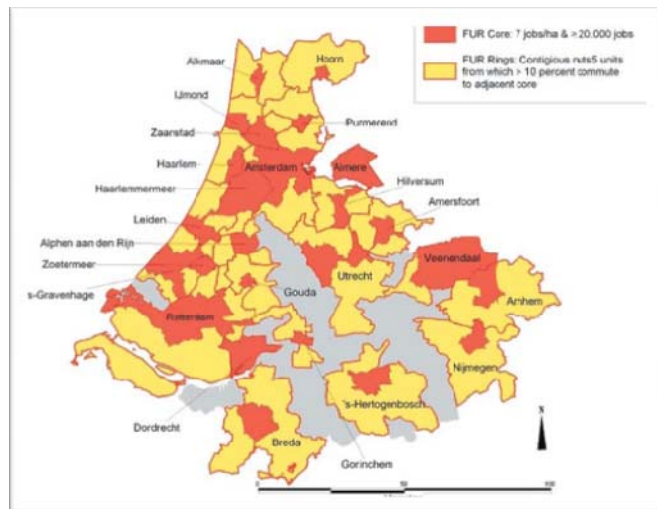 FUR Core: 7 jobs/ha & > 20.000 jobs
FUR Rings: Contigious nuts5 units
from which > 10 percent commute
to adjacent core
Hoorn
Alkmaar
IJmond
Purmerend
Zaanstad
Haarlem
Amsterdam
Almere
Haarlemmermeer
Hilversum
Amersfoort
Leiden
Alphen aan den Rijn
Zoetermeer
Veenendaal
Utrecht
s-Gravenhage
Gouda
Arnhem
Rotterdam
Nijmegen
's-Hertogenbosch
Dordrecht
Breda
Gorinchem
N
0
50
100